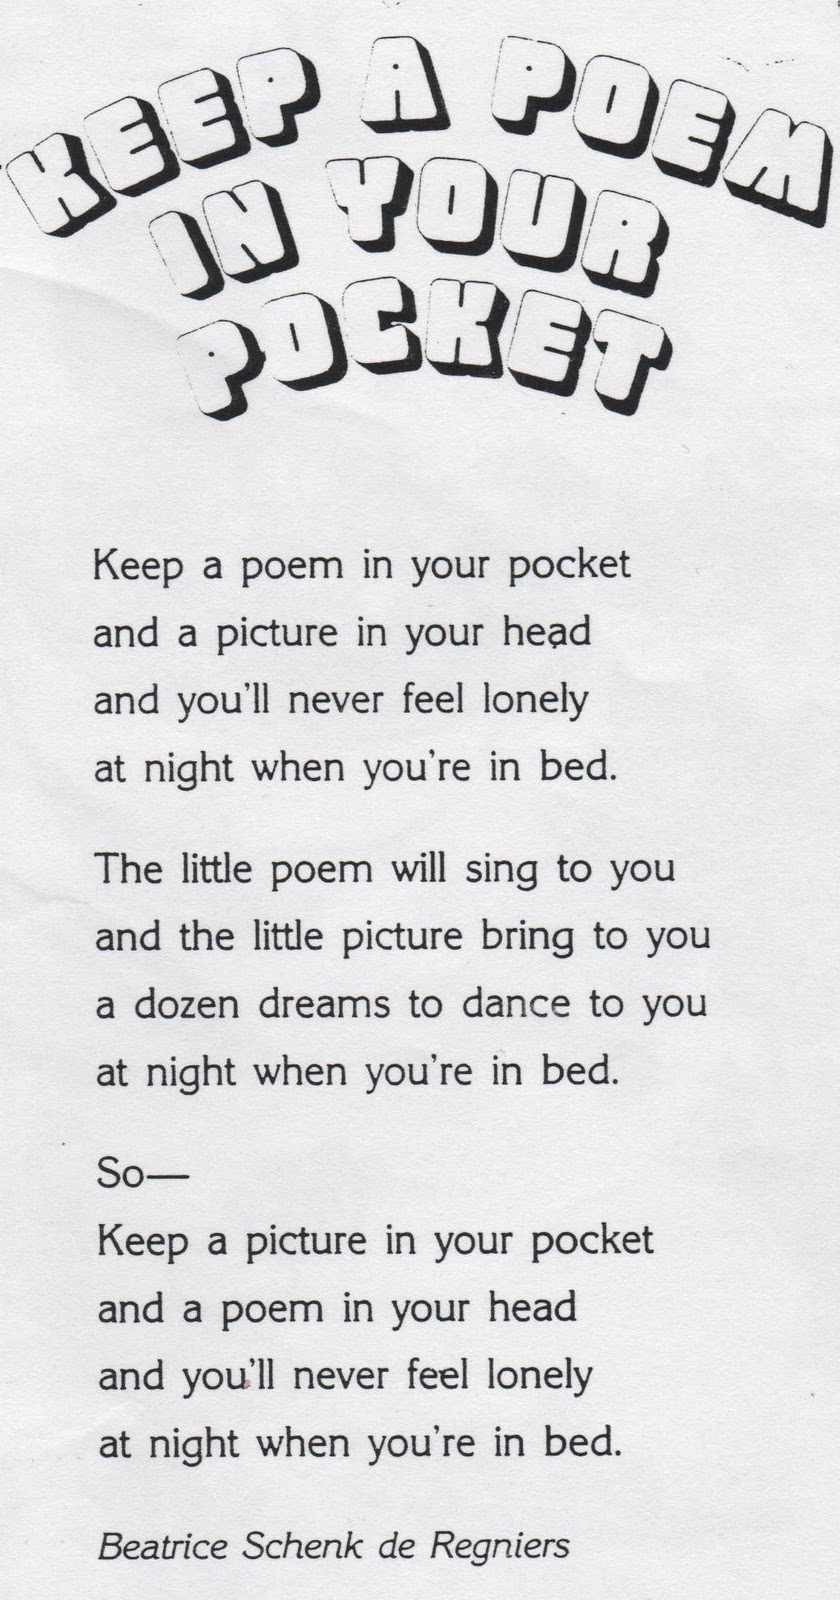 KEEP A POEM
IN YOUR
POCKET
Keep a poem in your pocket
and a picture in your head
and you'll never feel lonely
at night when you're in bed.
The little poem will sing to you
and the little picture bring to you
a dozen dreams to dance to you
at night when you're in bed.
So—
Keep a picture in your pocket
and a poem in your head
and you'll never feel lonely
at night when you're in bed.
Beatrice Schenk de Regniers